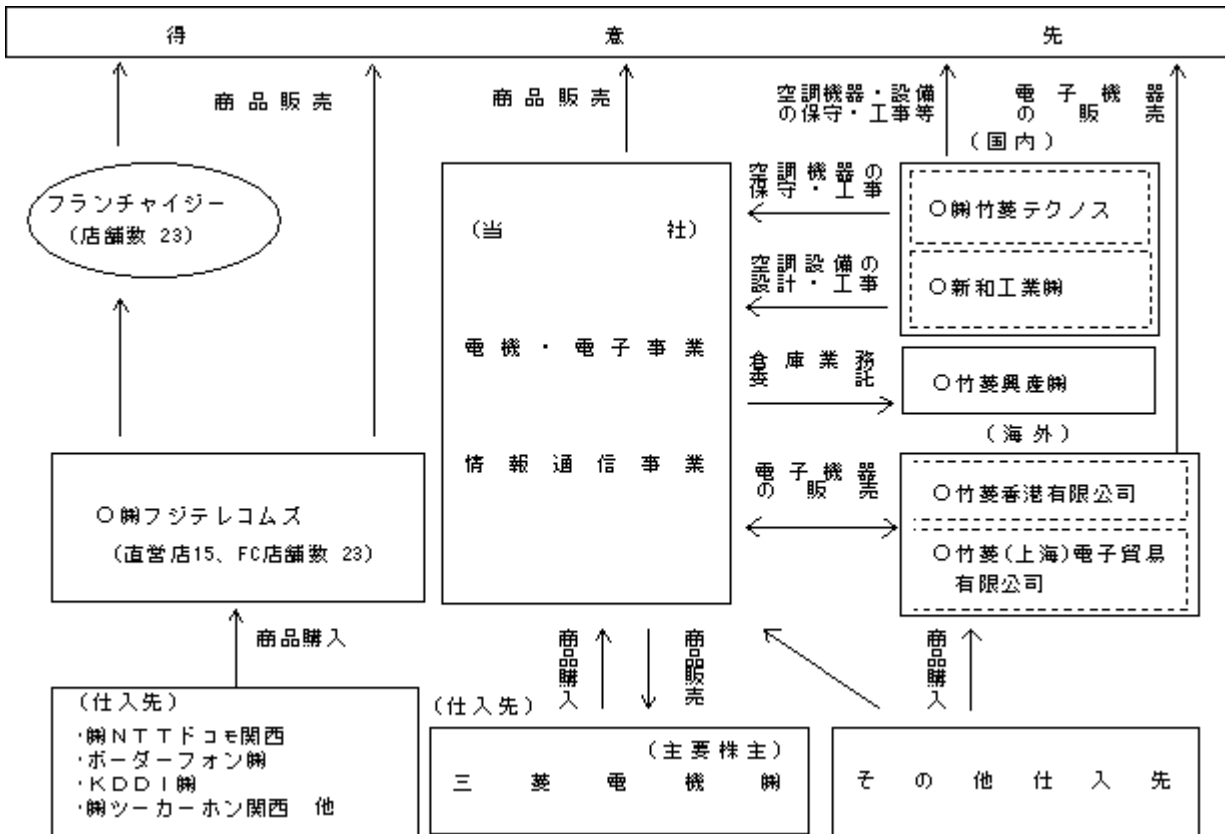 得意先
商品販売
商品販売
空調機器・設備
の保守・工事等
電子機器
の販売
(国内)
フランチャイジー
(店舗数 23)
(当社)
電機・電子事業
情報通信事業
空調機器の
保守・工事
○㈱竹菱テクノス
空調設備の
設計・工事
○新和工業㈱
倉庫業務
委託
○竹菱興産㈱
(海外)
電子機器
の販売
○竹菱香港有限公司
○竹菱(上海)電子貿易
有限公司
○㈱フジテレコムズ
(直営店15、FC店舗数 23)
商品購入
商品購入
商品販売
商品購入
(仕入先)
・㈱NTTドコモ関西
・ボーダーフォン㈱
・KDDI㈱
・㈱ツーカーホン関西 他
(仕入先)
(主要株主)
三菱電機㈱
その他仕入先